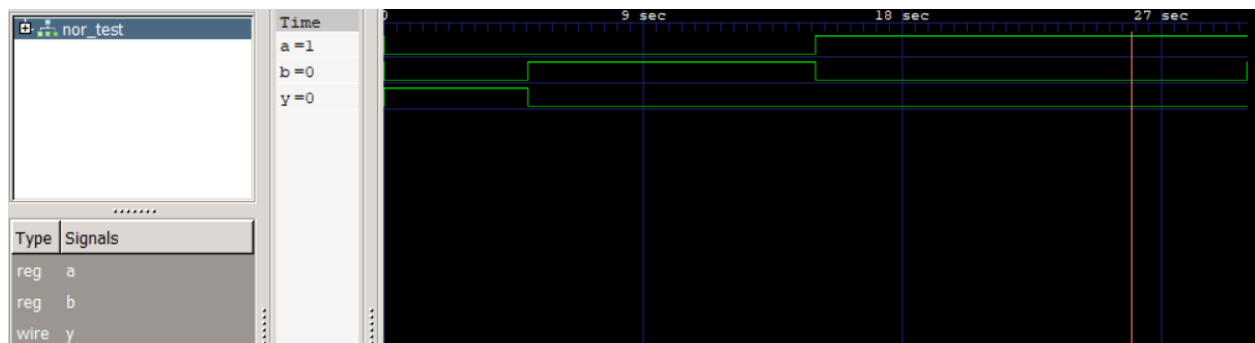 nor_test
Type Signals
reg a
reg b
wire y
Time
a=1
b=0
y=0
0 9 sec 18 sec 27 sec